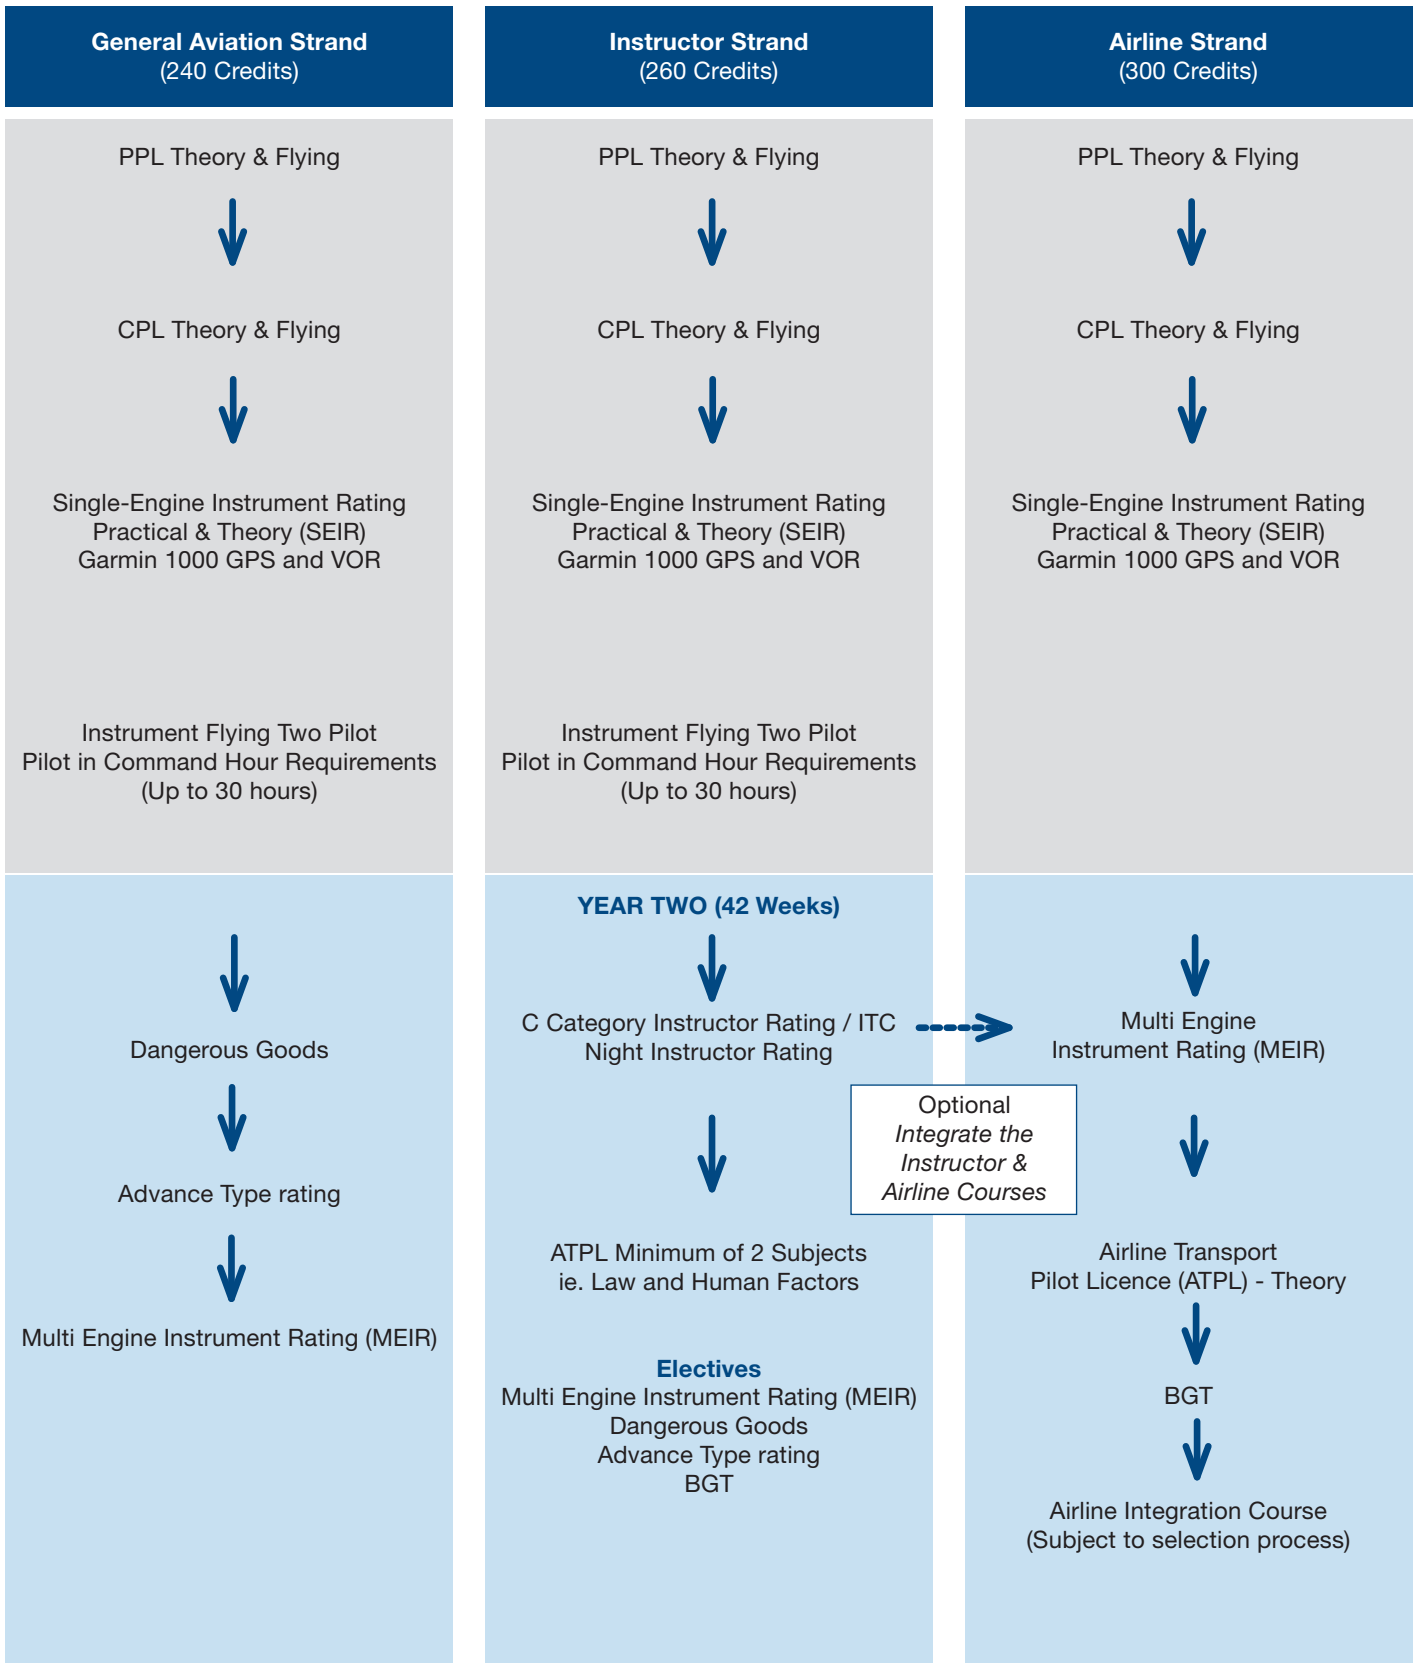 General Aviation Strand
(240 Credits)
PPL Theory & Flying
CPL Theory & Flying
Single-Engine Instrument Rating
Practical & Theory (SEIR)
Garmin 1000 GPS and VOR
Instrument Flying Two Pilot
Pilot in Command Hour Requirements
(Up to 30 hours)
Dangerous Goods
Advance Type rating
Multi Engine Instrument Rating (MEIR)
Instructor Strand
(260 Credits)
PPL Theory & Flying
CPL Theory & Flying
Single-Engine Instrument Rating
Practical & Theory (SEIR)
Garmin 1000 GPS and VOR
Instrument Flying Two Pilot
Pilot in Command Hour Requirements
(Up to 30 hours)
YEAR TWO (42 Weeks)
C Category Instructor Rating / ITC
Night Instructor Rating
Optional
Integrate the
Instructor &
Airline Courses
ATPL Minimum of 2 Subjects
ie. Law and Human Factors
Electives
Multi Engine Instrument Rating (MEIR)
Dangerous Goods
Advance Type rating
BGT
Airline Strand
(300 Credits)
PPL Theory & Flying
CPL Theory & Flying
Single-Engine Instrument Rating
Practical & Theory (SEIR)
Garmin 1000 GPS and VOR
Multi Engine
Instrument Rating (MEIR)
Airline Transport
Pilot Licence (ATPL) - Theory
BGT
Airline Integration Course
(Subject to selection process)